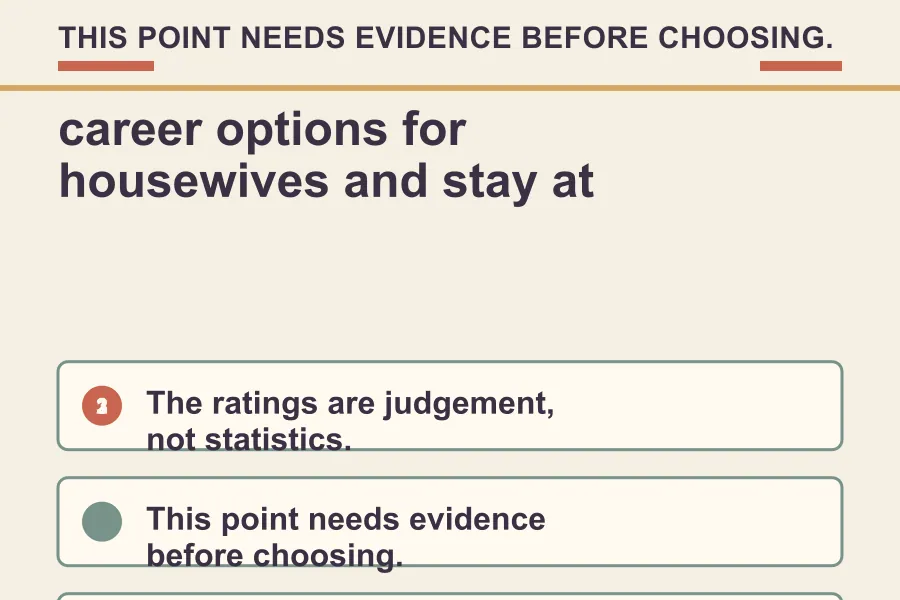 THIS POINT NEEDS EVIDENCE BEFORE CHOOSING.
career options for
housewives and stay at
The ratings are judgement,
not statistics.
This point needs evidence
before choosing.